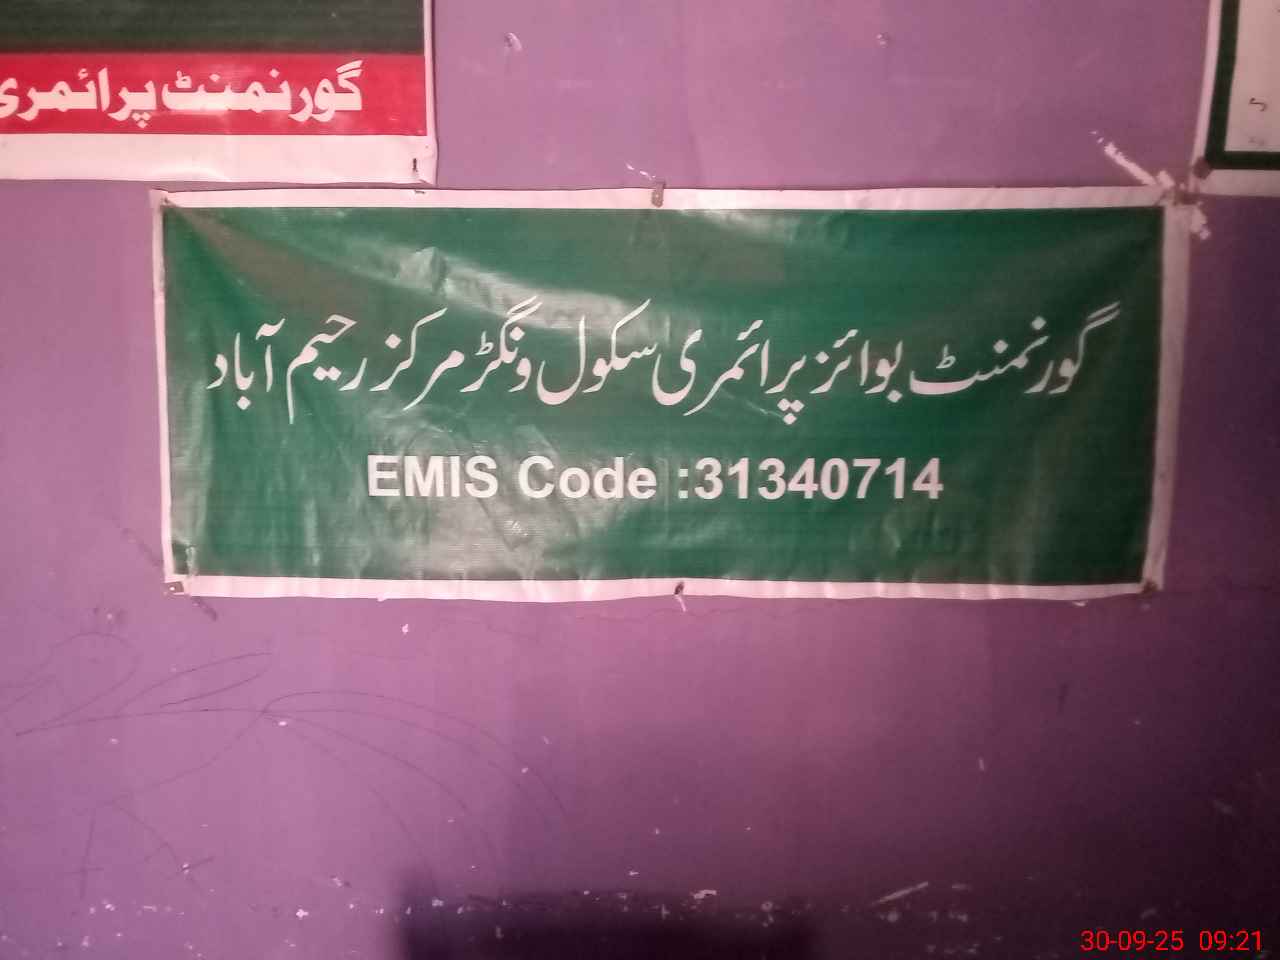 گورنمنٹ پرائمری
گورنمنٹ بوائز پرائمری سکول ونگڑ مرکز رحیم آباد
EMIS Code :31340714
30-09-25 09:21